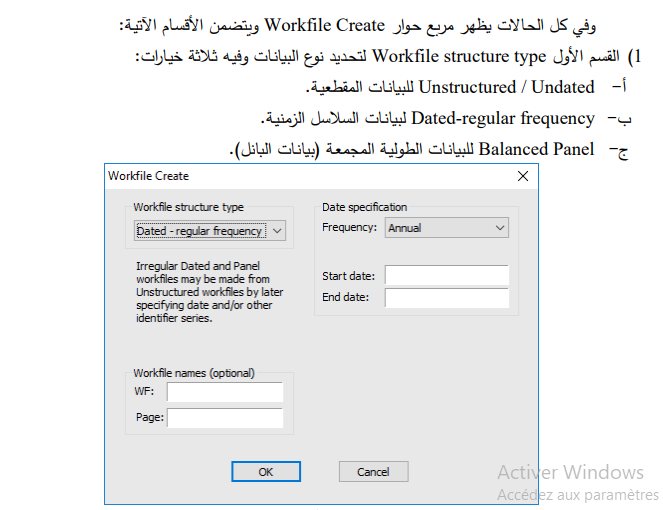 وفي كل الحالات يظهر مربع حوار Workfile Create ويتضمن الأقسام الآتية:
1) القسم الأول Workfile structure type لتحديد نوع البيانات وفيه ثلاثة خيارات:
أ- Unstructured / Undated للبيانات المقطعية.
ب- Dated-regular frequency لبيانات السلاسل الزمنية.
ج- Balanced Panel للبيانات الطولية المجمعة (بيانات البانل).
Workfile Create
Workfile structure type
Dated - regular frequency
Irregular Dated and Panel
workfiles may be made from
Unstructured workfiles by later
specifying date and/or other
identifier series.
Date specification
Frequency: Annual
Start date:
End date:
Workfile names (optional)
WF:
Page:
OK
Cancel
Activer Windows
Accédez aux paramètres